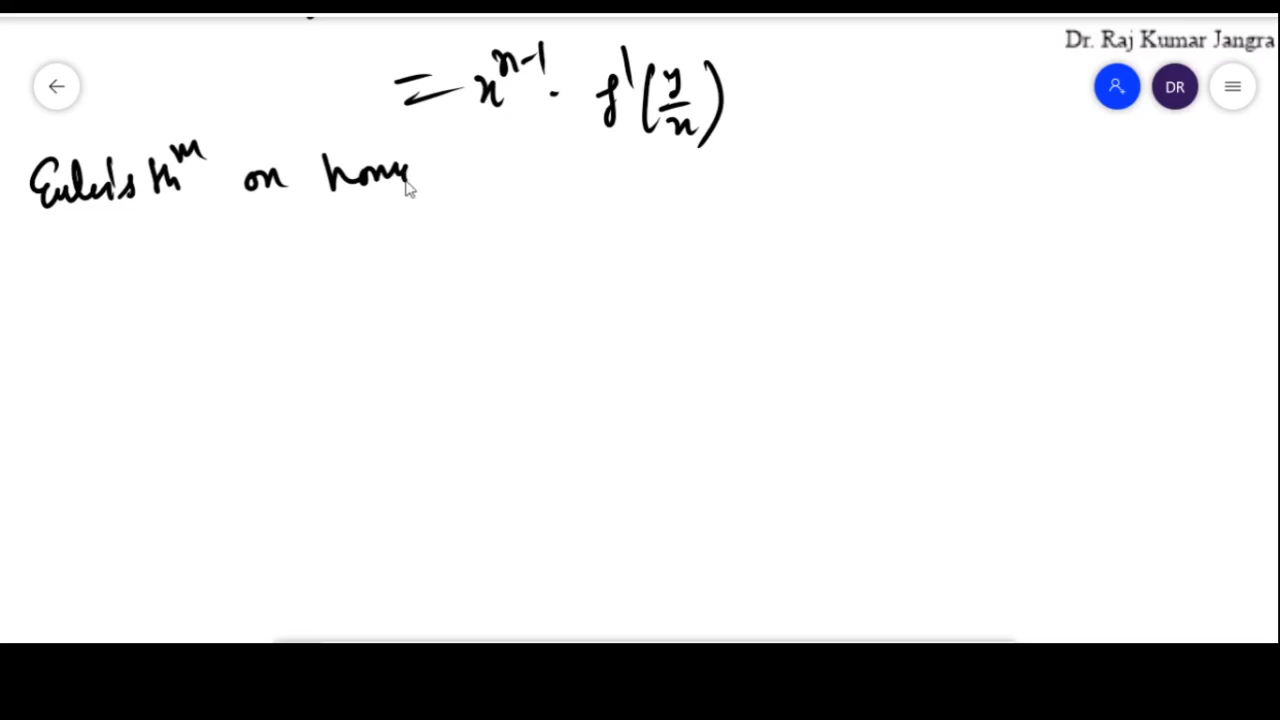 Dr. Raj Kumar Jangra
= x^{n-1} . f'(y/x)
DR
Euler's th^m on hom